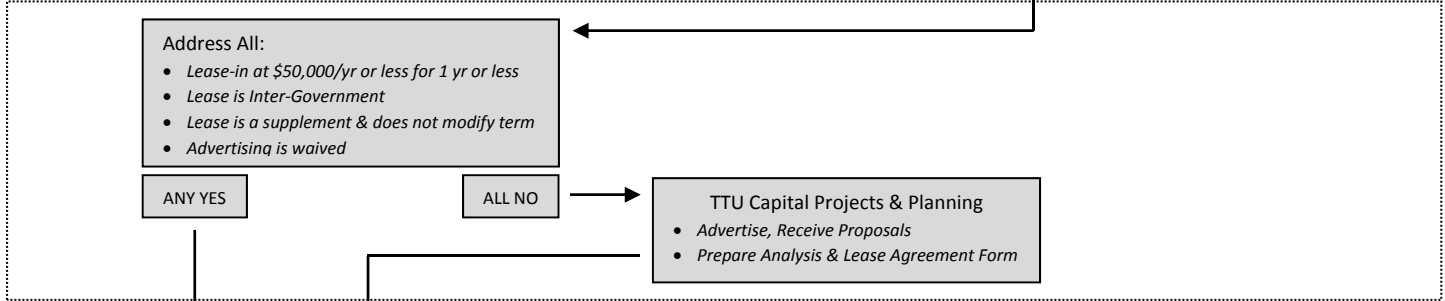 Address All:
• Lease-in at $50,000/yr or less for 1 yr or less
• Lease is Inter-Government
• Lease is a supplement & does not modify term
• Advertising is waived
ANY YES
ALL NO
TTU Capital Projects & Planning
• Advertise, Receive Proposals
• Prepare Analysis & Lease Agreement Form